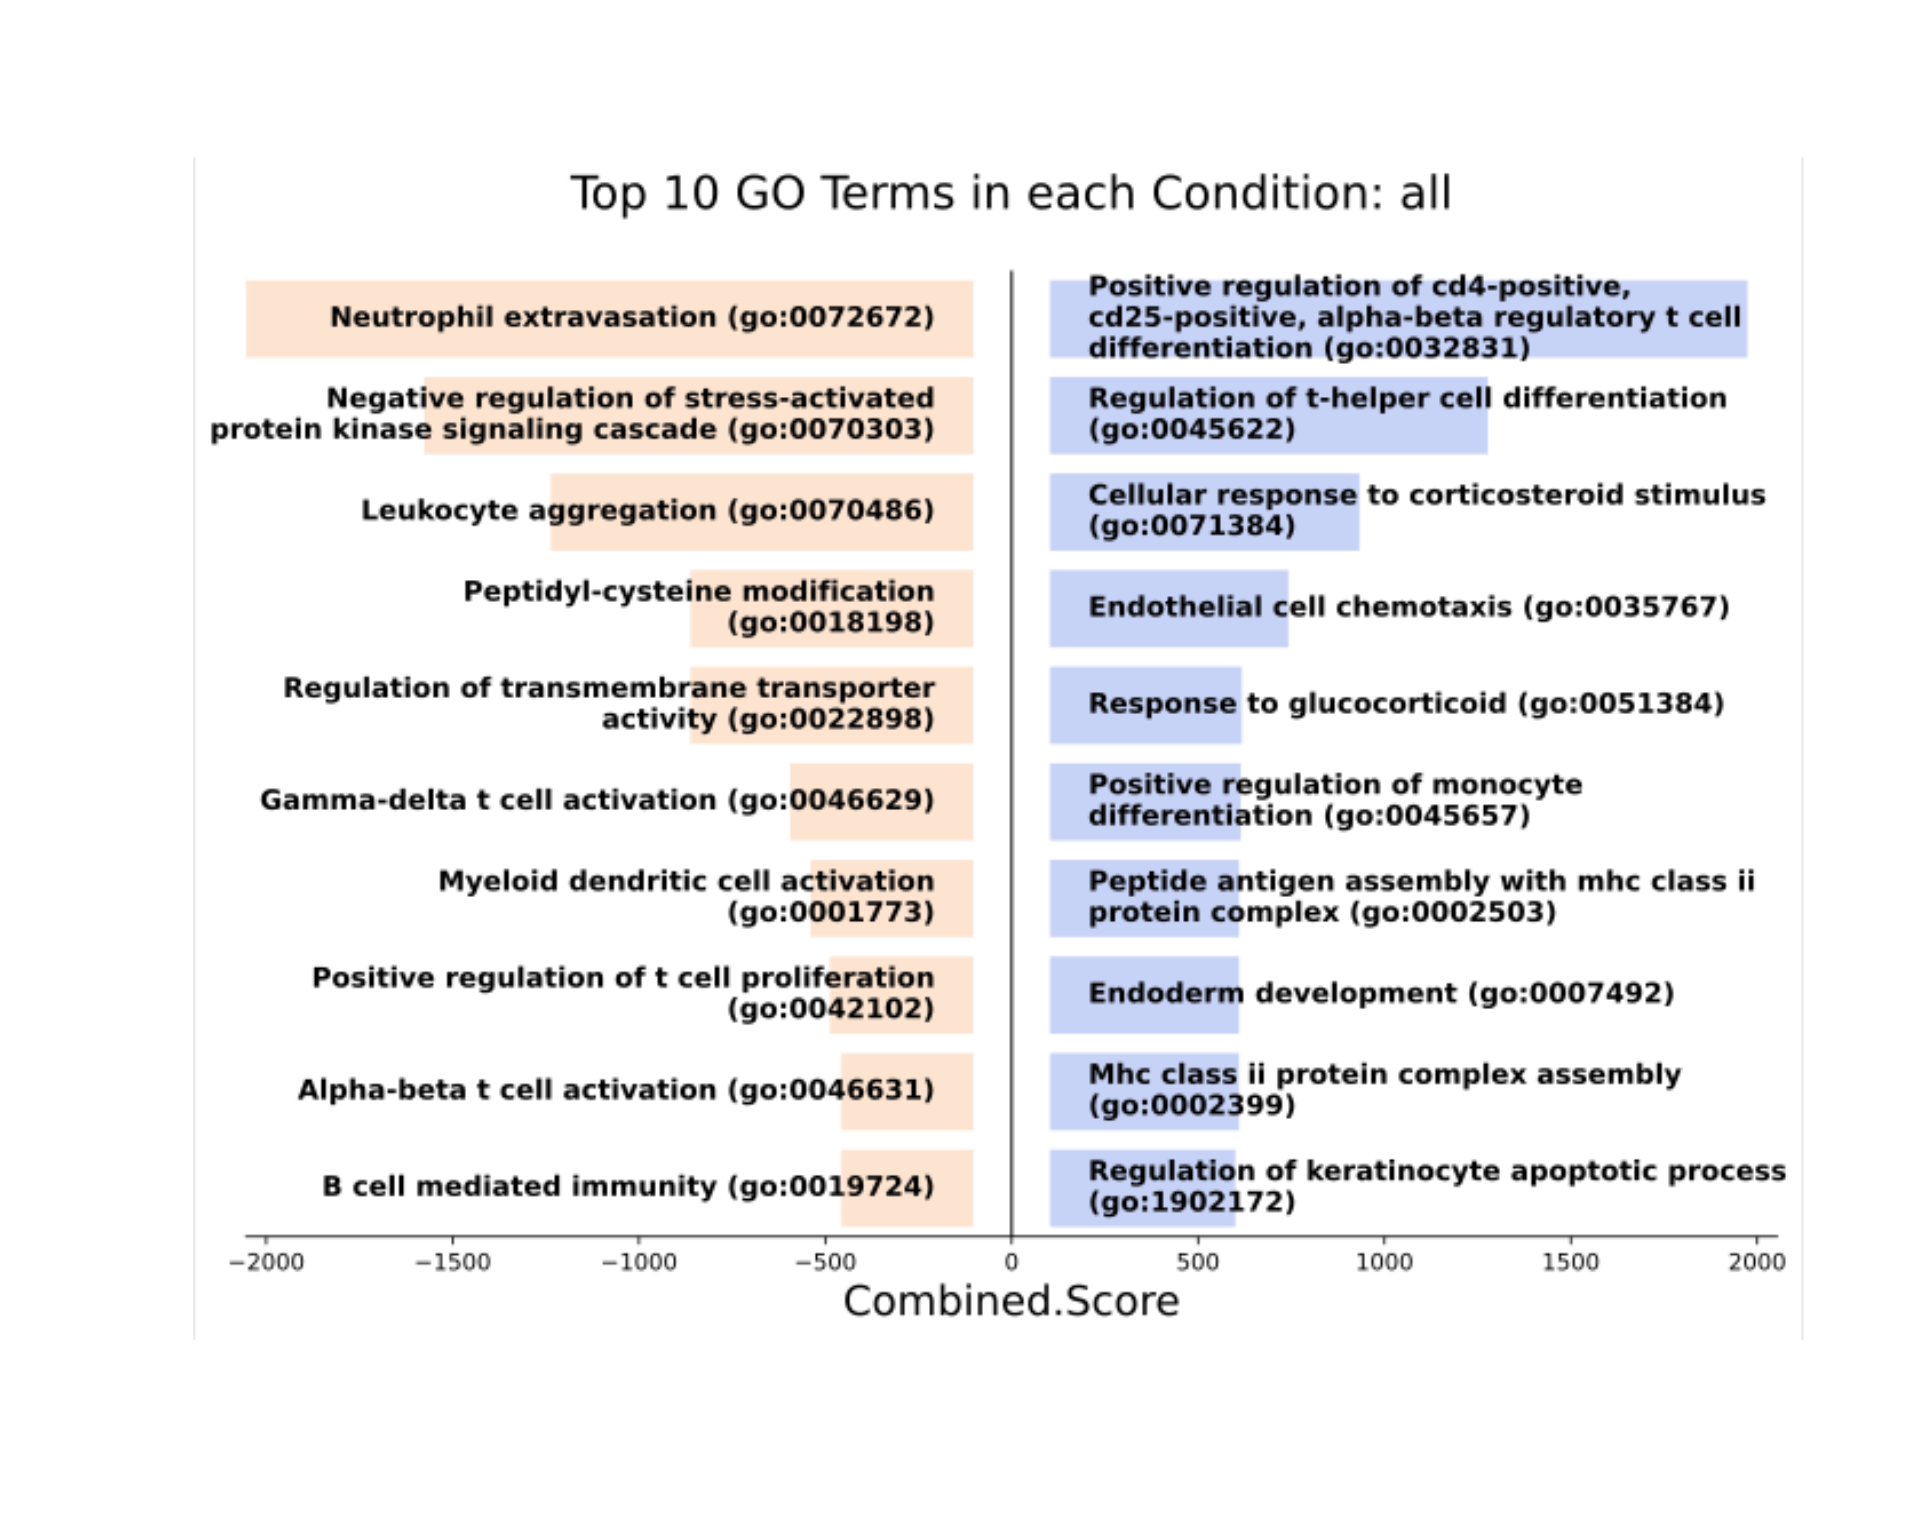 Top 10 GO Terms in each Condition: all
Neutrophil extravasation (go:0072672)
Negative regulation of stress-activated
protein kinase signaling cascade (go:0070303)
Leukocyte aggregation (go:0070486)
Peptidyl-cysteine modification
(go:0018198)
Regulation of transmembrane transporter
activity (go:0022898)
Gamma-delta t cell activation (go:0046629)
Myeloid dendritic cell activation
(go:0001773)
Positive regulation of t cell proliferation
(go:0042102)
Alpha-beta t cell activation (go:0046631)
B cell mediated immunity (go:0019724)
Positive regulation of cd4-positive,
cd25-positive, alpha-beta regulatory t cell
differentiation (go:0032831)
Regulation of t-helper cell differentiation
(go:0045622)
Cellular response to corticosteroid stimulus
(go:0071384)
Endothelial cell chemotaxis (go:0035767)
Response to glucocorticoid (go:0051384)
Positive regulation of monocyte
differentiation (go:0045657)
Peptide antigen assembly with mhc class ii
protein complex (go:0002503)
Endoderm development (go:0007492)
Mhc class ii protein complex assembly
(go:0002399)
Regulation of keratinocyte apoptotic process
(go:1902172)
−2000 −1500 −1000 −500 0 500 1000 1500 2000
Combined.Score